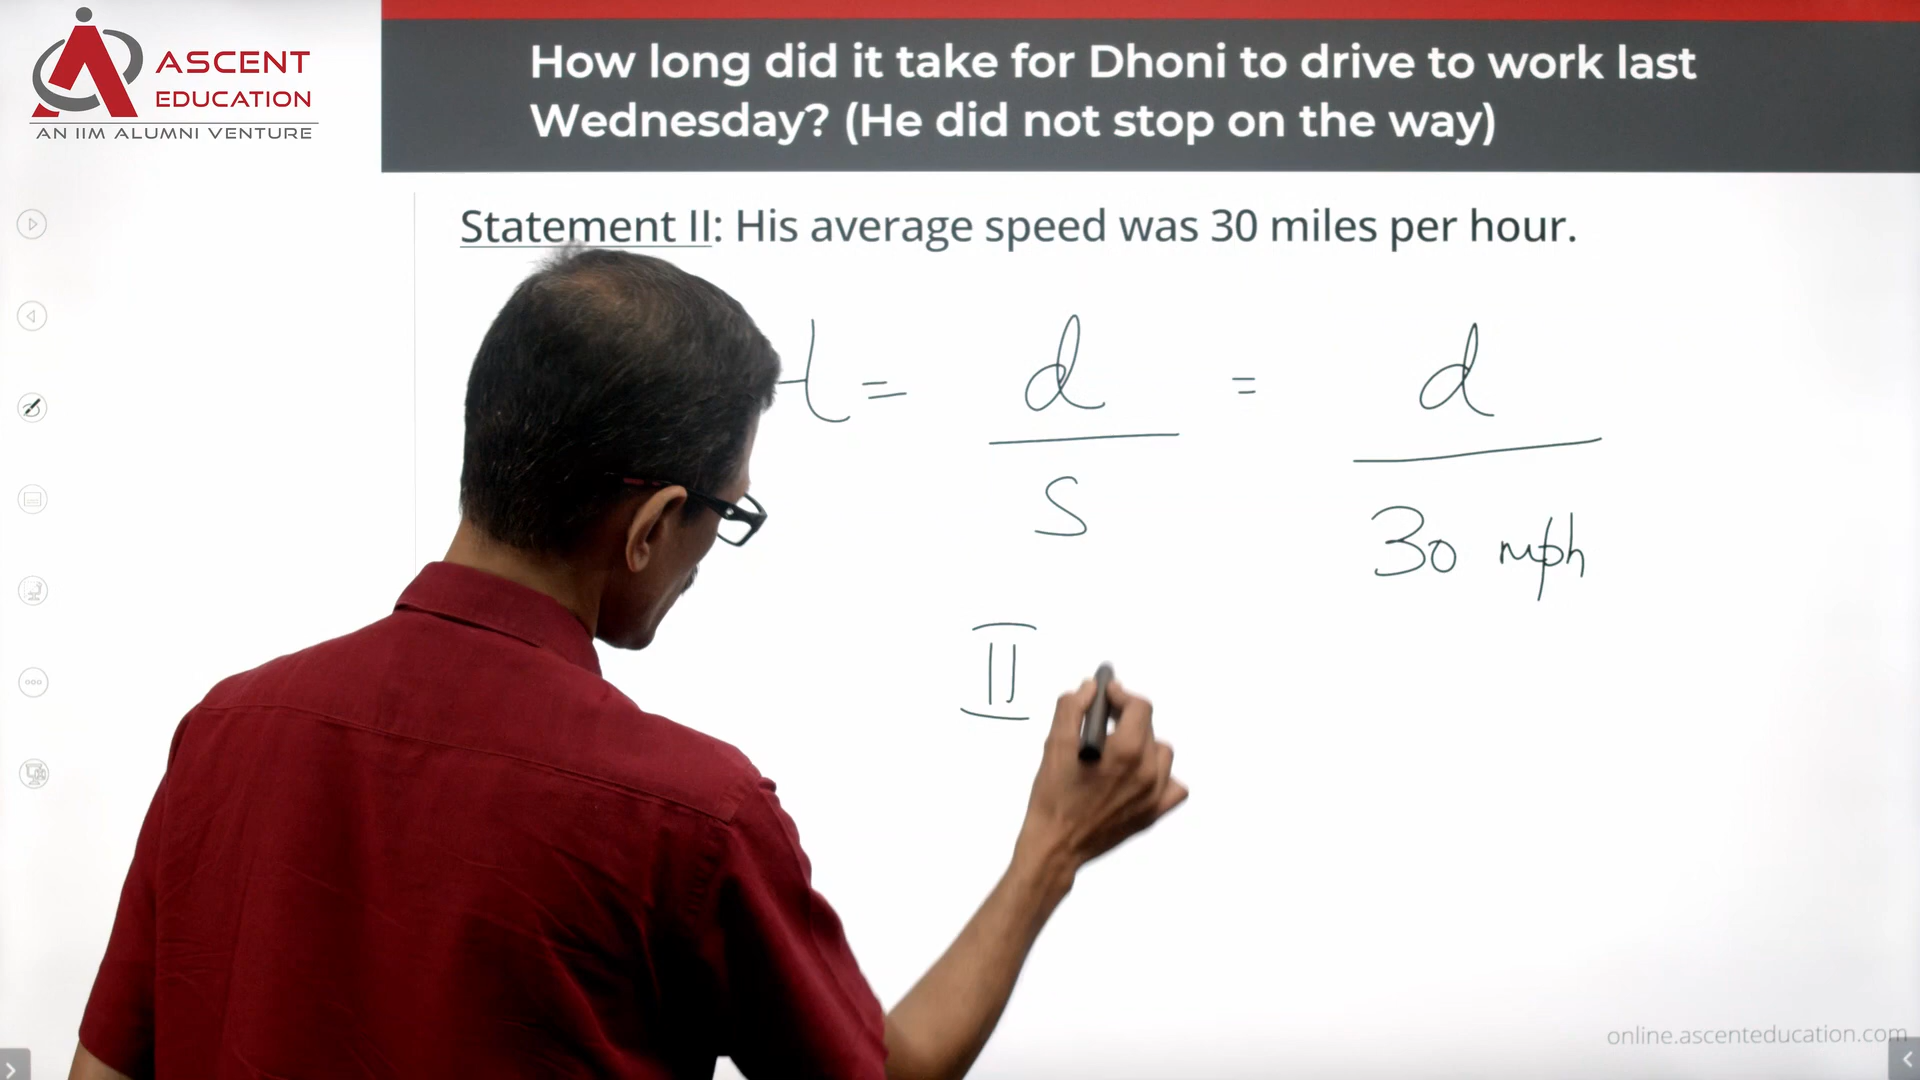 ASCENT
EDUCATION
AN IIM ALUMNI VENTURE
How long did it take for Dhoni to drive to work last
Wednesday? (He did not stop on the way)
Statement II: His average speed was 30 miles per hour.
t = d / s = d / 30 mph
II
online.ascenteducation.com